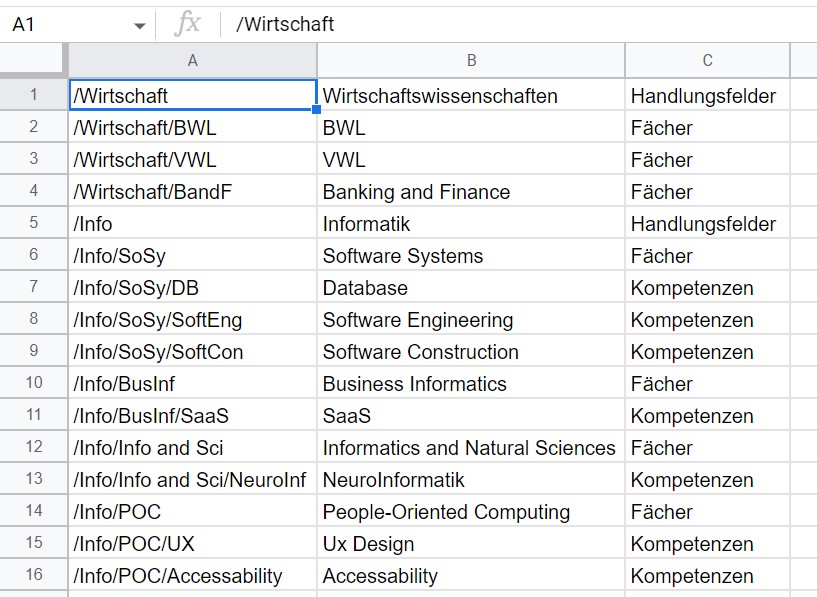 A1 fx /Wirtschaft
A B C
1 /Wirtschaft Wirtschaftswissenschaften Handlungsfelder
2 /Wirtschaft/BWL BWL Fächer
3 /Wirtschaft/VWL VWL Fächer
4 /Wirtschaft/BandF Banking and Finance Fächer
5 /Info Informatik Handlungsfelder
6 /Info/SoSy Software Systems Fächer
7 /Info/SoSy/DB Database Kompetenzen
8 /Info/SoSy/SoftEng Software Engineering Kompetenzen
9 /Info/SoSy/SoftCon Software Construction Kompetenzen
10 /Info/BusInf Business Informatics Fächer
11 /Info/BusInf/SaaS SaaS Kompetenzen
12 /Info/Info and Sci Informatics and Natural Sciences Fächer
13 /Info/Info and Sci/NeuroInf NeuroInformatik Kompetenzen
14 /Info/POC People-Oriented Computing Fächer
15 /Info/POC/UX Ux Design Kompetenzen
16 /Info/POC/Accessability Accessability Kompetenzen